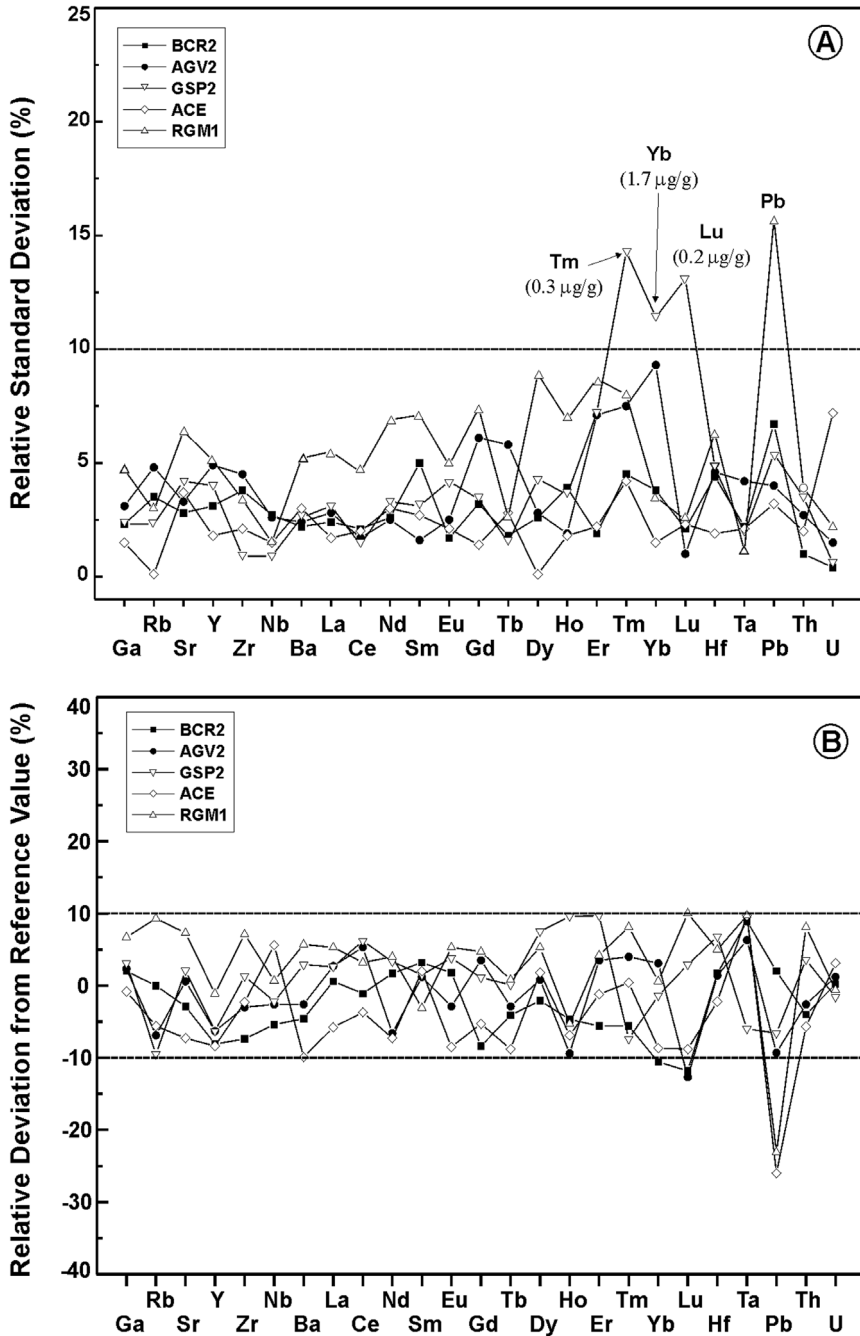 Relative Standard Deviation (%)
25
20
15
10
5
0
BCR2
AGV2
GSP2
ACE
RGM1
A
Yb
(1.7 μg/g)
Pb
Lu
(0.2 μg/g)
Tm
(0.3 μg/g)
Rb Y Nb La Nd Eu Tb Ho Tm Lu Ta Th
Ga Sr Zr Ba Ce Sm Gd Dy Er Yb Hf Pb U
Relative Deviation from Reference Value (%)
40
30
20
10
0
-10
-20
-30
-40
BCR2
AGV2
GSP2
ACE
RGM1
B
Rb Y Nb La Nd Eu Tb Ho Tm Lu Ta Th
Ga Sr Zr Ba Ce Sm Gd Dy Er Yb Hf Pb U